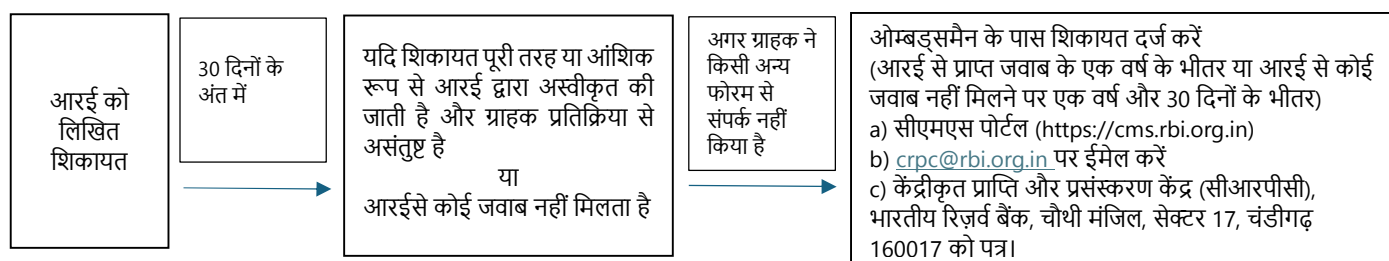 आरई को
लिखित
शिकायत
30 दिनों के
अंत में
यदि शिकायत पूरी तरह या आंशिक
रूप से आरई द्वारा अस्वीकृत की
जाती है और ग्राहक प्रतिक्रिया से
असंतुष्ट है
या
आरईसे कोई जवाब नहीं मिलता है
अगर ग्राहक ने
किसी अन्य
फोरम से
संपर्क नहीं
किया है
ओम्बड्समैन के पास शिकायत दर्ज करें
(आरई से प्राप्त जवाब के एक वर्ष के भीतर या आरई से कोई
जवाब नहीं मिलने पर एक वर्ष और 30 दिनों के भीतर)
a) सीएमएस पोर्टल (https://cms.rbi.org.in)
b) crpc@rbi.org.in पर ईमेल करें
c) केंद्रीकृत प्राप्ति और प्रसंस्करण केंद्र (सीआरपीसी),
भारतीय रिज़र्व बैंक, चौथी मंजिल, सेक्टर 17, चंडीगढ़
160017 को पत्र।